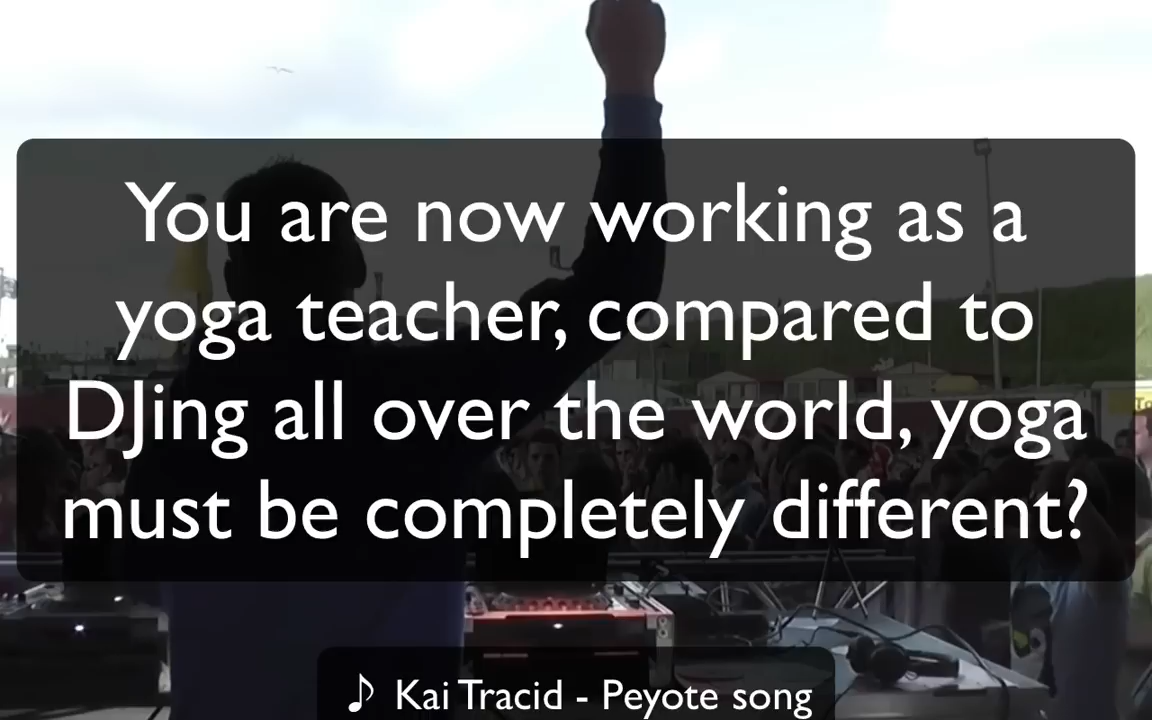 You are now working as a
yoga teacher, compared to
DJing all over the world, yoga
must be completely different?
♪ Kai Tracid - Peyote song